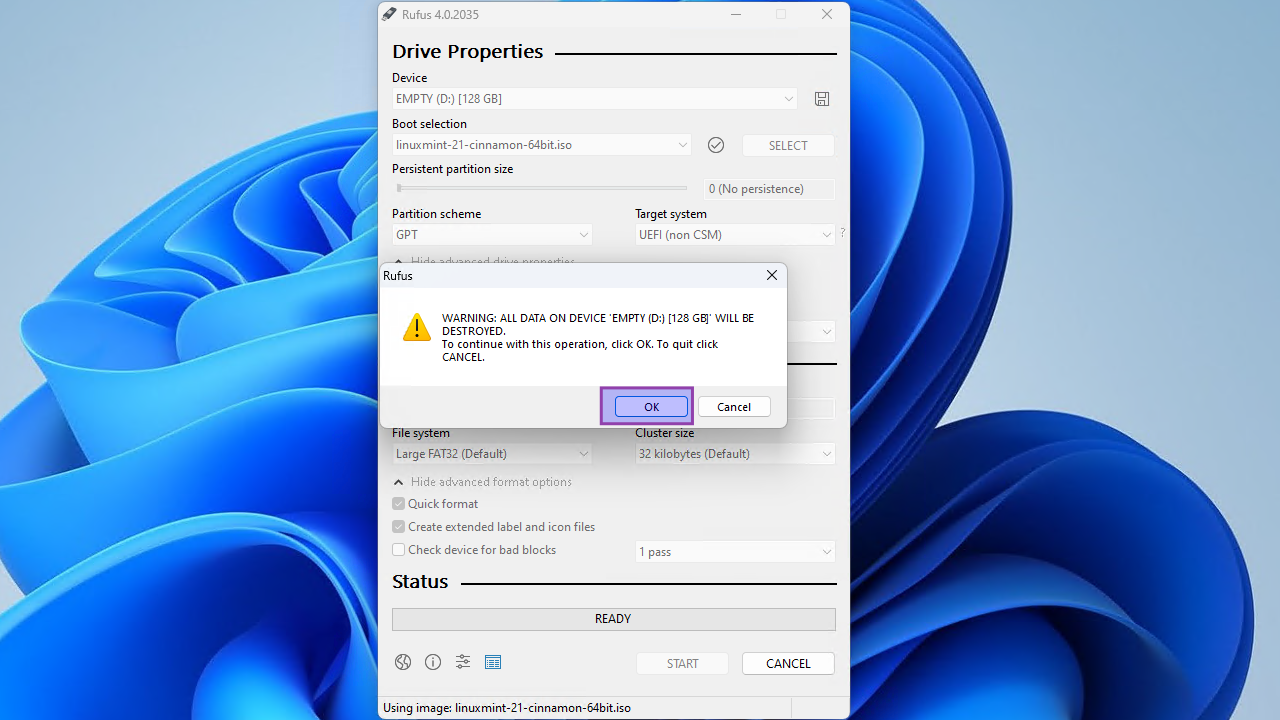 Rufus 4.0.2035
Drive Properties
Device
EMPTY (D:) [128 GB]
Boot selection
linuxmint-21-cinnamon-64bit.iso
SELECT
Persistent partition size
0 (No persistence)
Partition scheme
Target system
GPT
UEFI (non CSM)
?
Hide advanced drive properties
Rufus
WARNING: ALL DATA ON DEVICE 'EMPTY (D:) [128 GB]' WILL BE
DESTROYED.
To continue with this operation, click OK. To quit click
CANCEL.
OK
Cancel
File system
Cluster size
Large FAT32 (Default)
32 kilobytes (Default)
Hide advanced format options
Quick format
Create extended label and icon files
Check device for bad blocks
1 pass
Status
READY
START
CANCEL
Using image: linuxmint-21-cinnamon-64bit.iso